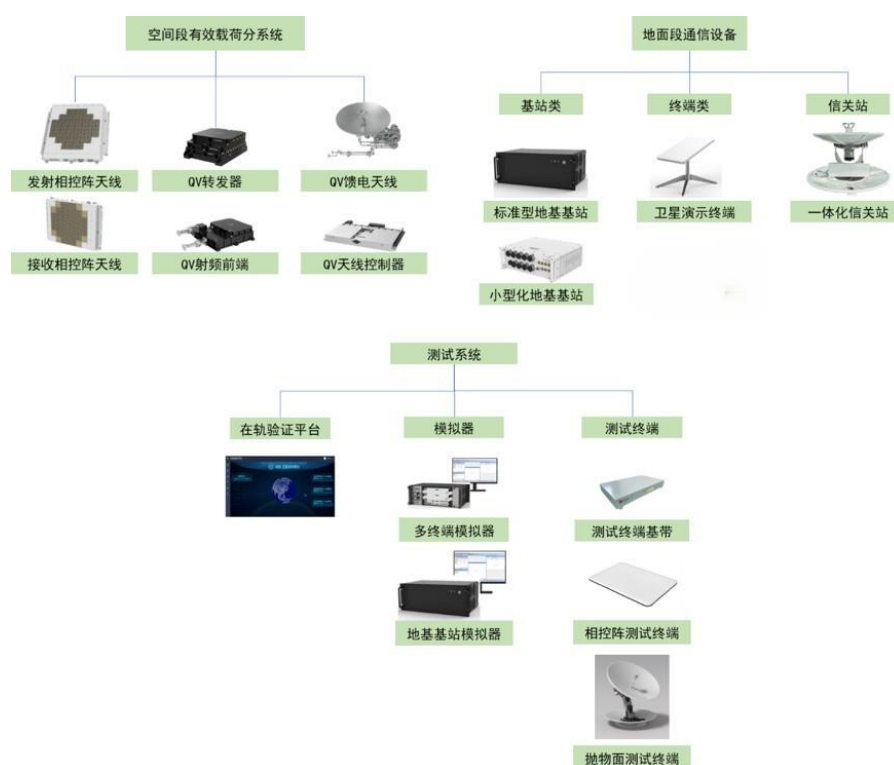 空间段有效载荷分系统
地面段通信设备
基站类
终端类
信关站
发射相控阵天线
QV转发器
QV馈电天线
标准型地基基站
卫星演示终端
一体化信关站
接收相控阵天线
QV射频前端
QV天线控制器
小型化地基基站
测试系统
在轨验证平台
模拟器
测试终端
多终端模拟器
测试终端基带
地基基站模拟器
相控阵测试终端
抛物面测试终端